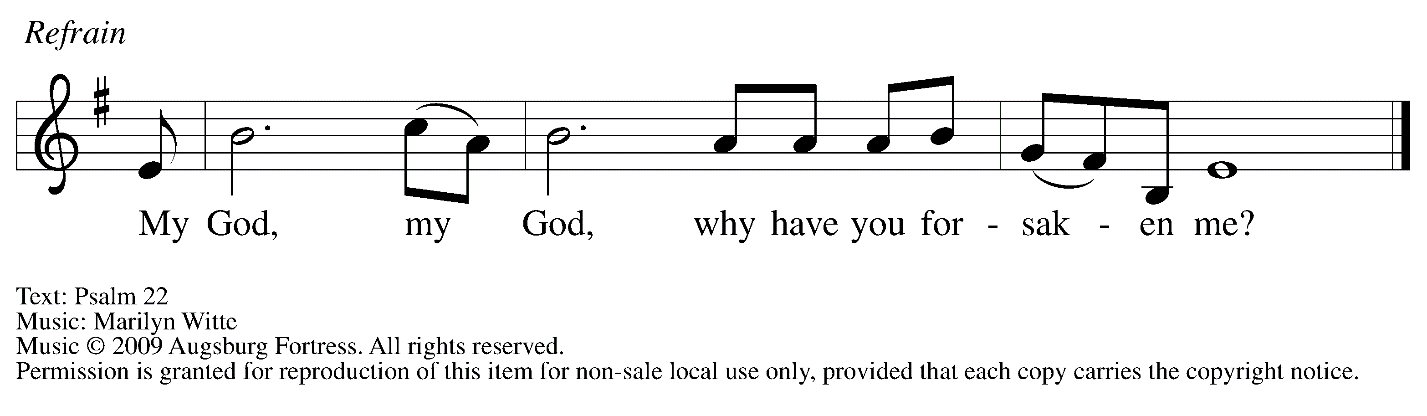 Refrain
My God, my God, why have you for - sak - en me?
Text: Psalm 22
Music: Marilyn Witte
Music © 2009 Augsburg Fortress. All rights reserved.
Permission is granted for reproduction of this item for non-sale local use only, provided that each copy carries the copyright notice.